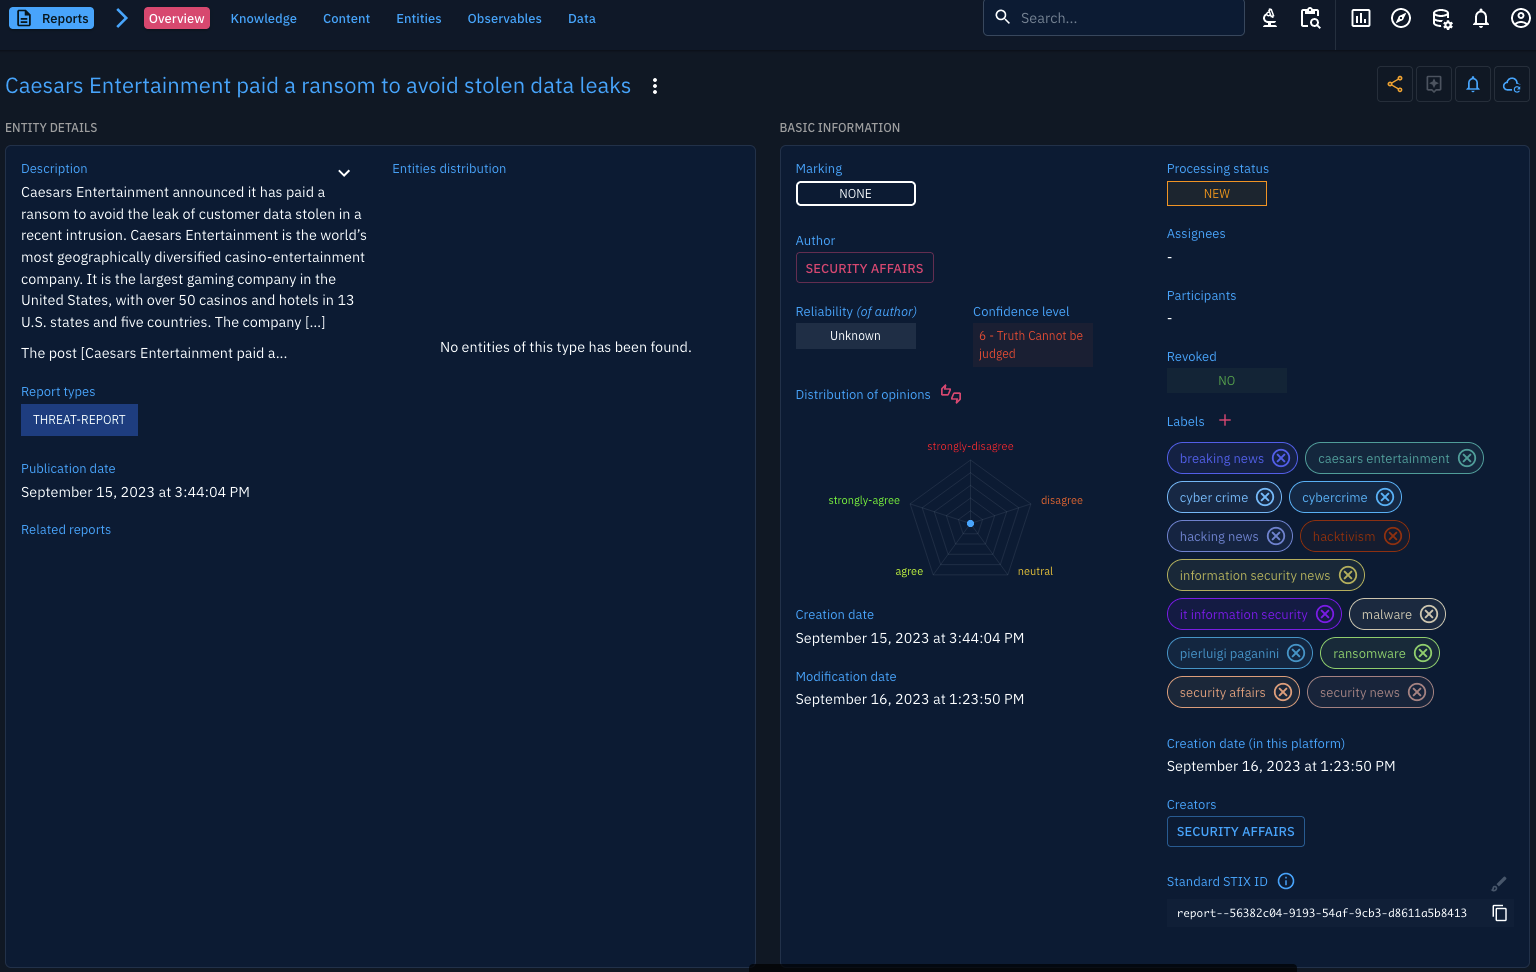 Reports
Overview
Knowledge
Content
Entities
Observables
Data
Search...
Caesars Entertainment paid a ransom to avoid stolen data leaks
ENTITY DETAILS
Description
Caesars Entertainment announced it has paid a
ransom to avoid the leak of customer data stolen in a
recent intrusion. Caesars Entertainment is the world’s
most geographically diversified casino-entertainment
company. It is the largest gaming company in the
United States, with over 50 casinos and hotels in 13
U.S. states and five countries. The company [...]
The post [Caesars Entertainment paid a...
Report types
THREAT-REPORT
Publication date
September 15, 2023 at 3:44:04 PM
Related reports
Entities distribution
No entities of this type has been found.
BASIC INFORMATION
Marking
NONE
Author
SECURITY AFFAIRS
Reliability (of author)
Unknown
Confidence level
6 - Truth Cannot be
judged
Distribution of opinions
strongly-disagree
strongly-agree
disagree
agree
neutral
Creation date
September 15, 2023 at 3:44:04 PM
Modification date
September 16, 2023 at 1:23:50 PM
Processing status
NEW
Assignees
-
Participants
-
Revoked
NO
Labels
breaking news
caesars entertainment
cyber crime
cybercrime
hacking news
hacktivism
information security news
it information security
malware
pierluigi paganini
ransomware
security affairs
security news
Creation date (in this platform)
September 16, 2023 at 1:23:50 PM
Creators
SECURITY AFFAIRS
Standard STIX ID
report--56382c04-9193-54af-9cb3-d8611a5b8413